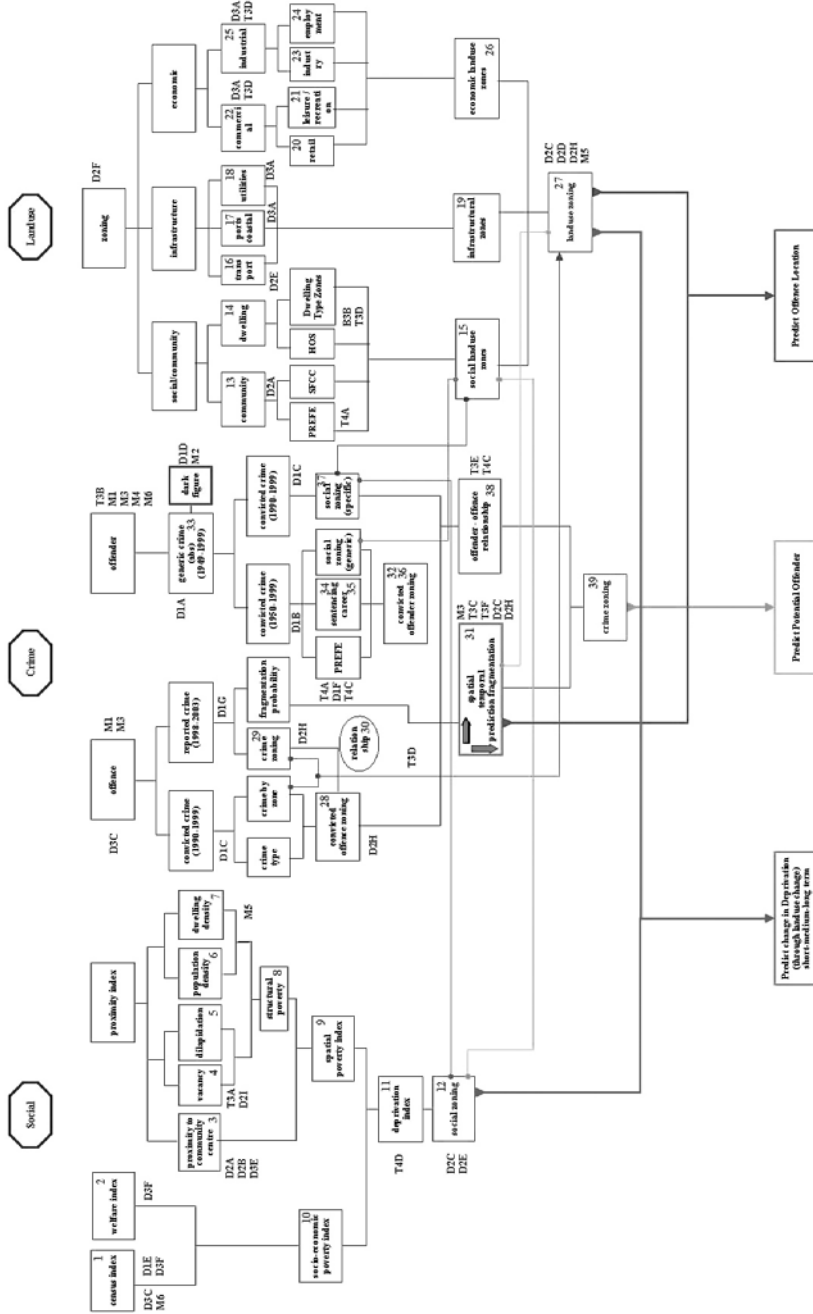 Social
census index
1
D3C
M6
D1E
D3F
welfare index
2
D3F
proximity index
proximity to
community
centre
3
D2A
D2B
D3E
vacancy
4
dilapidation
5
T3A
D2I
population
density
6
dwelling
density
7
M5
structural
poverty
8
spatial
poverty index
9
socio-economic
poverty index
10
deprivation
index
11
T4D
social zoning
12
D2C
D2E
Crime
offence
D3C
M1
M3
convicted crime
(1990-1999)
D1C
reported crime
(1998-2003)
D1G
crime
type
crime by
zone
crime
zoning
29
D2H
fragmentation
probability
convicted
offence zoning
28
D2H
relation
ship 30
T3D
offender
T3B
M1
M3
M4
M6
generic crime
(abs)
(1949-1999)
33
D1A
dark
figure
D1D
M2
convicted crime
(1950-1999)
D1B
convicted crime
(1990-1999)
D1C
PREFE
T4A
D1F
T4C
sentencing
career
34
35
social
zoning
(generic)
social
zoning
(specific)
37
convicted
offender zoning
32
36
spatial
temporal
prediction fragmentation
31
M3
T3C
T3F
D2C
D2H
offender - offence
relationship
38
T3E
T4C
crime zoning
39
Landuse
zoning
D2F
social/community
infrastructure
economic
community
13
D2A
dwelling
14
PREFE
T4A
SFCC
HOS
Dwelling
Type Zones
B3B
T3D
trans
port
16
D2E
ports
coastal
17
D3A
utilities
18
D3A
commerci
al
22
D3A
T3D
industrial
25
D3A
T3D
retail
20
leisure /
recreati
on
21
indust
ry
23
employ
ment
24
social landuse
zones
15
infrastructural
zones
19
economic landuse
zones
26
landuse zoning
27
D2C
D2D
D2H
M5
Predict change in Deprivation
(through landuse change)
short-medium-long term
Predict Potential Offender
Predict Offence Location